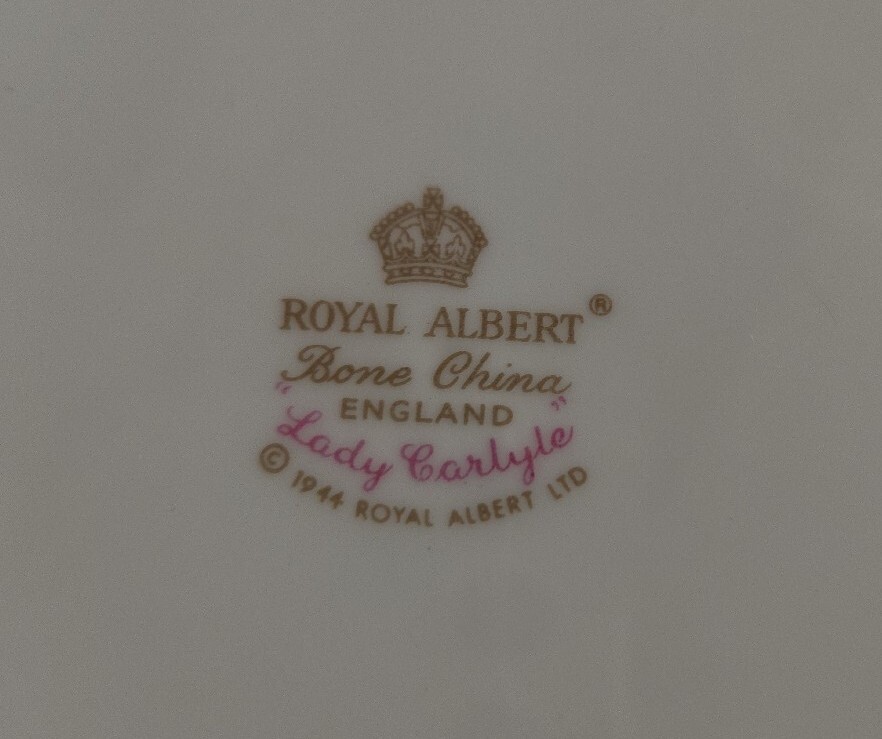 ROYAL ALBERT®
Bone China
ENGLAND
"Lady Carlyle"
© 1944 ROYAL ALBERT LTD